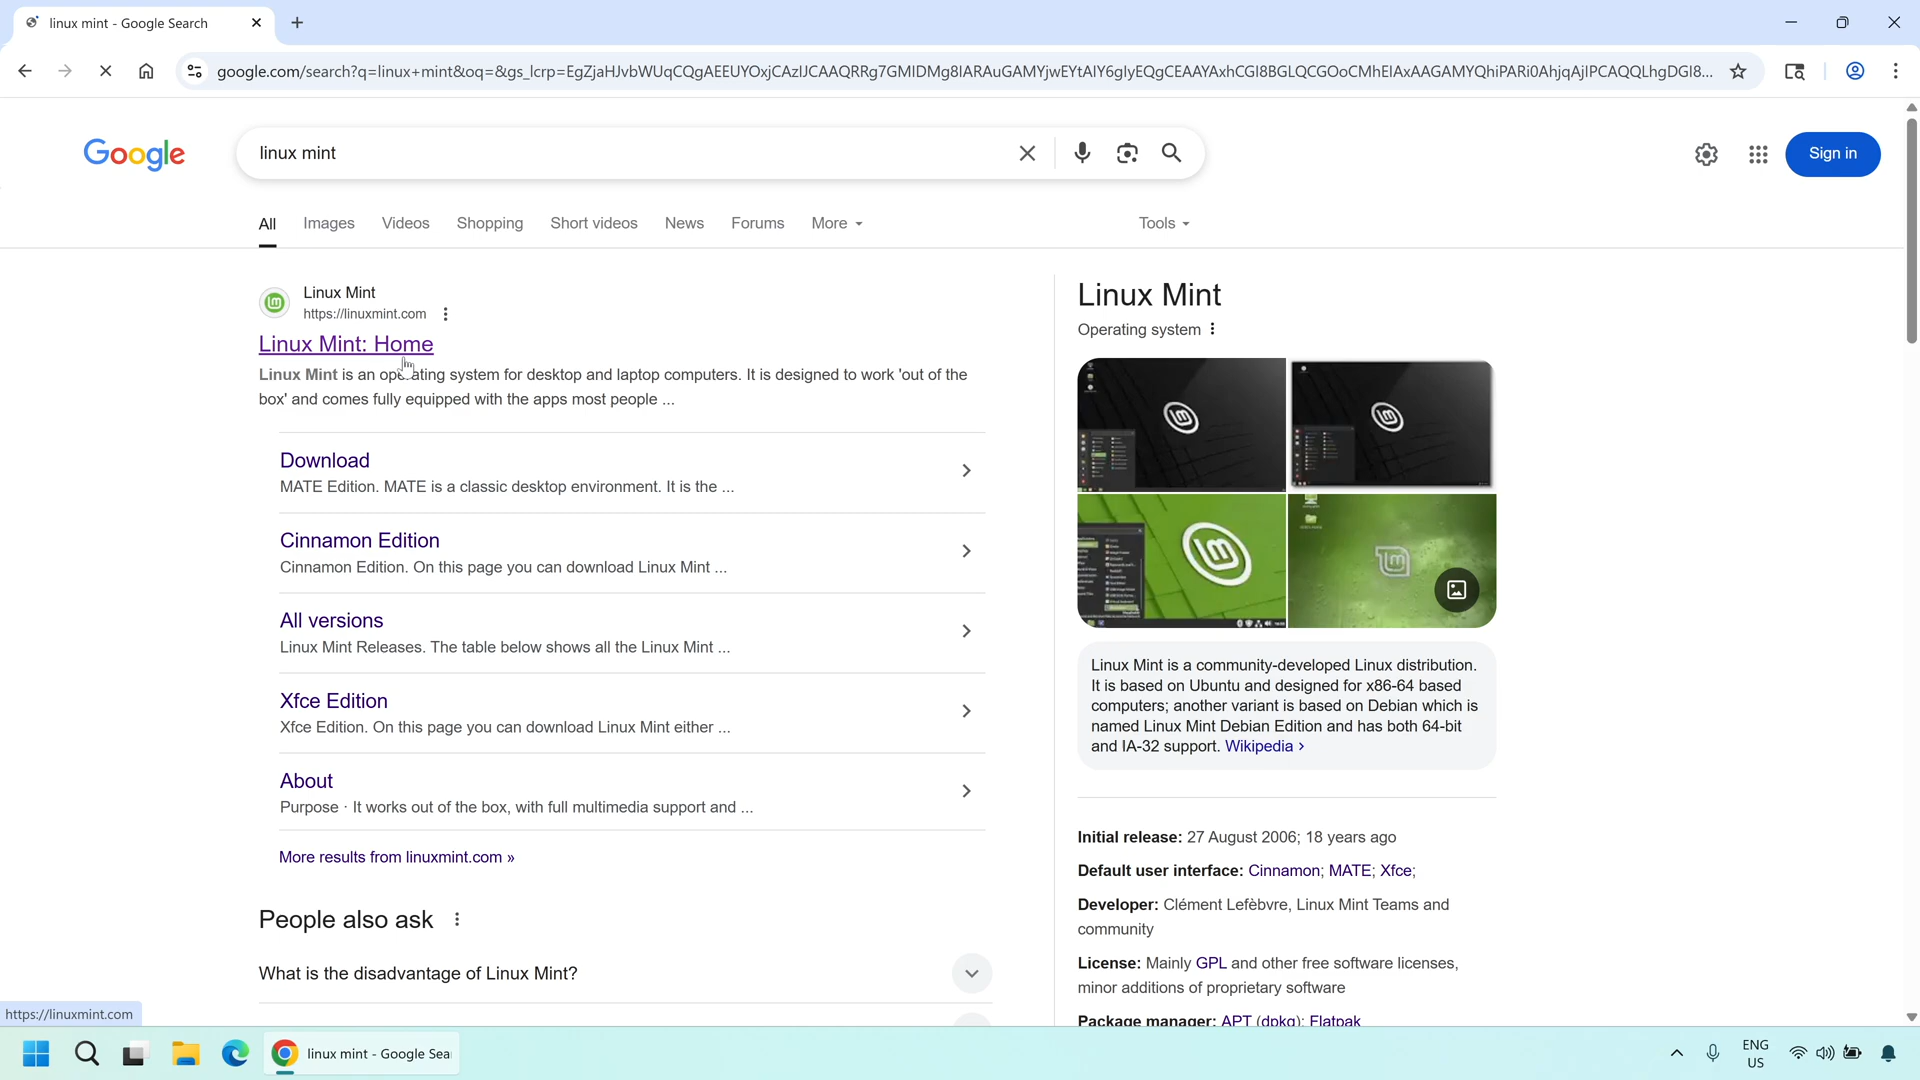 linux mint - Google Search
google.com/search?q=linux+mint&oq=&gs_lcrp=EgZjaHJvbWUqCQgAEEUYOxjCAzIJCAAQRRg7GMIDMg8IARAuGAMYjwEYtAIY6gIyEQgCEAAYAxhCGI8BGLQCGOoCMhEIAxAAGAMYQhiPARi0AhjqAjIPCAQQLhgDGI8...
Google
linux mint
Sign in
All Images Videos Shopping Short videos News Forums More Tools
Linux Mint
https://linuxmint.com
Linux Mint: Home
Linux Mint is an operating system for desktop and laptop computers. It is designed to work 'out of the
box' and comes fully equipped with the apps most people ...
Download
MATE Edition. MATE is a classic desktop environment. It is the ...
Cinnamon Edition
Cinnamon Edition. On this page you can download Linux Mint ...
All versions
Linux Mint Releases. The table below shows all the Linux Mint ...
Xfce Edition
Xfce Edition. On this page you can download Linux Mint either ...
About
Purpose · It works out of the box, with full multimedia support and ...
More results from linuxmint.com »
People also ask
What is the disadvantage of Linux Mint?
Linux Mint
Operating system
Linux Mint is a community-developed Linux distribution.
It is based on Ubuntu and designed for x86-64 based
computers; another variant is based on Debian which is
named Linux Mint Debian Edition and has both 64-bit
and IA-32 support. Wikipedia ›
Initial release: 27 August 2006; 18 years ago
Default user interface: Cinnamon; MATE; Xfce;
Developer: Clément Lefèbvre, Linux Mint Teams and
community
License: Mainly GPL and other free software licenses,
minor additions of proprietary software
Package manager: APT (dpkg); Flatpak
https://linuxmint.com
linux mint - Google Sea
ENG
US